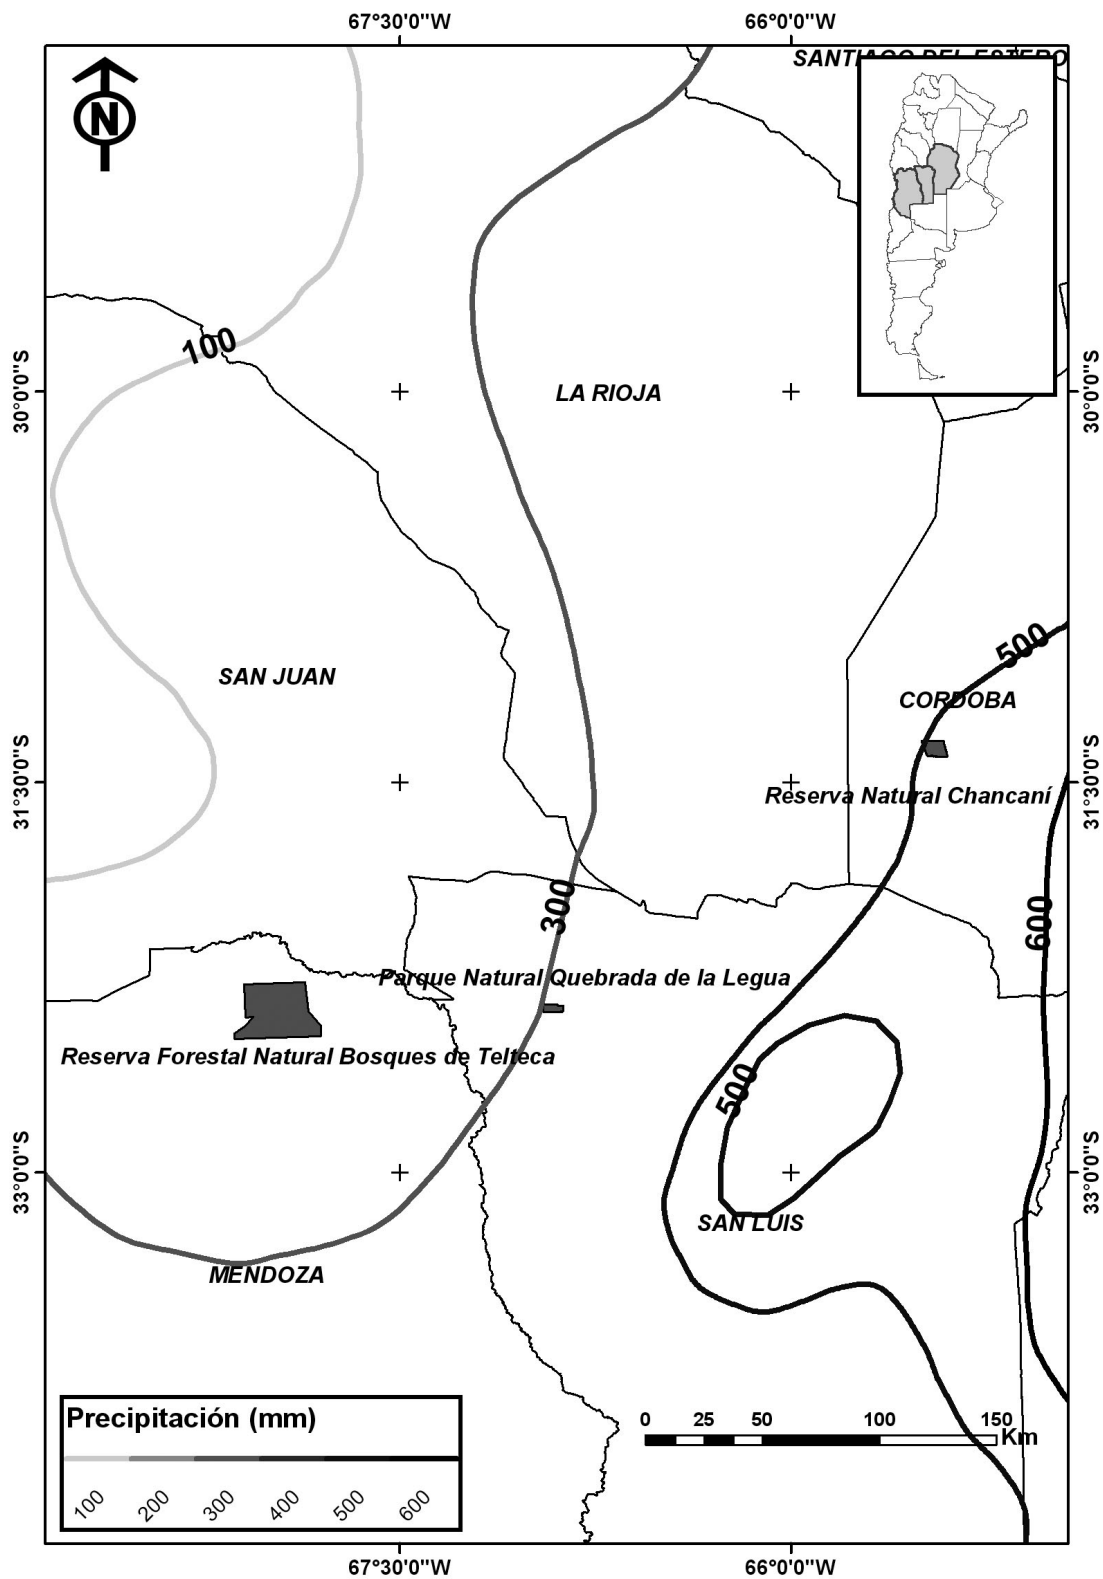 67°30'0"W
66°0'0"W
SANTIAGO DEL ESTERO
N
100
30°0'0"S
LA RIOJA
30°0'0"S
500
SAN JUAN
CORDOBA
31°30'0"S
Reserva Natural Chancaní
31°30'0"S
300
600
Parque Natural Quebrada de la Legua
Reserva Forestal Natural Bosques de Telteca
500
33°0'0"S
33°0'0"S
SAN LUIS
MENDOZA
Precipitación (mm)
100 200 300 400 500 600
0 25 50 100 150
Km
67°30'0"W
66°0'0"W